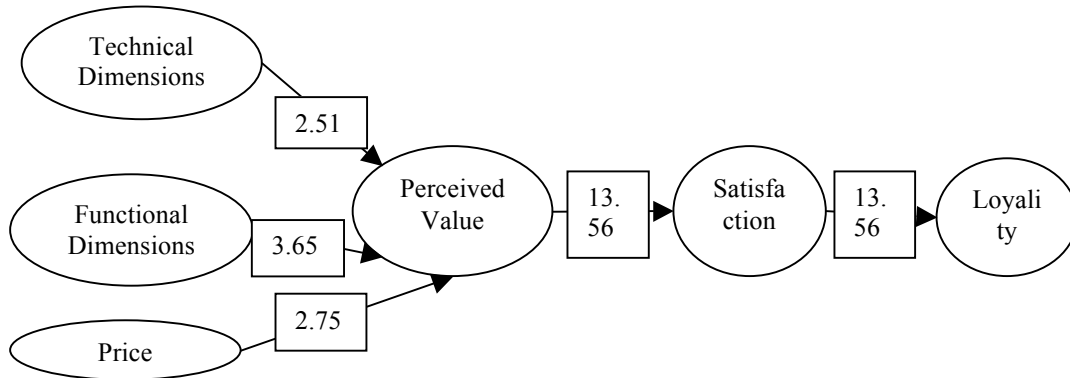 Technical
Dimensions
2.51
Functional
Dimensions
3.65
Price
2.75
Perceived
Value
13.
56
Satisfa
ction
13.
56
Loyali
ty